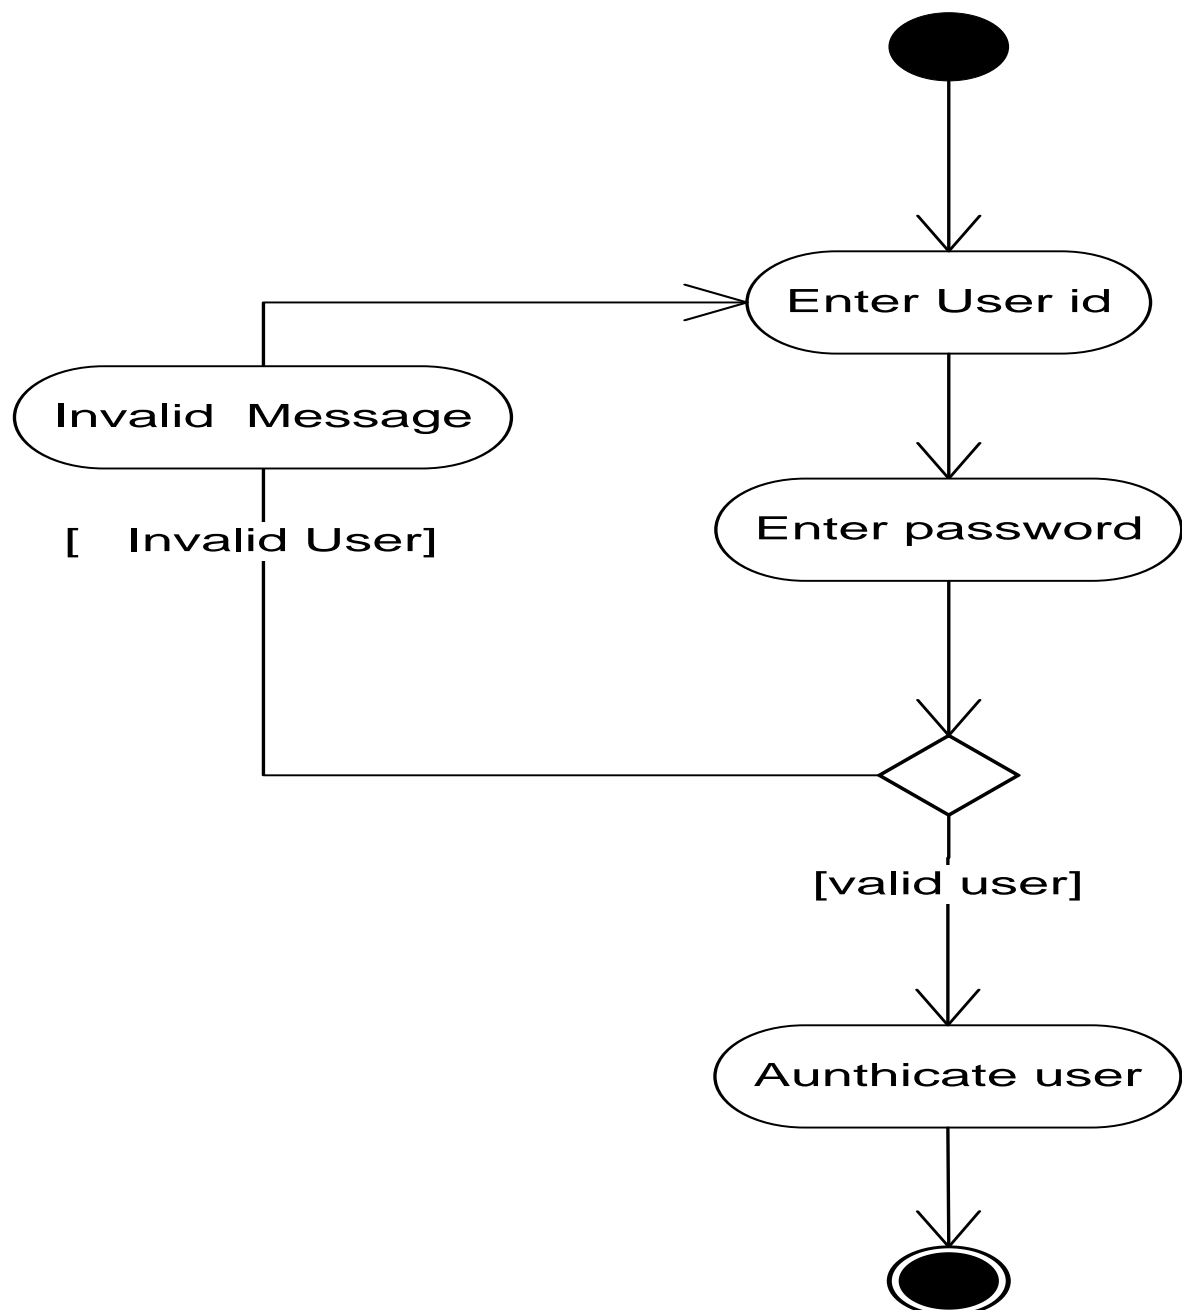 Enter User id
Invalid  Message
Enter password
[   Invalid User]
[valid user]
Aunthicate user